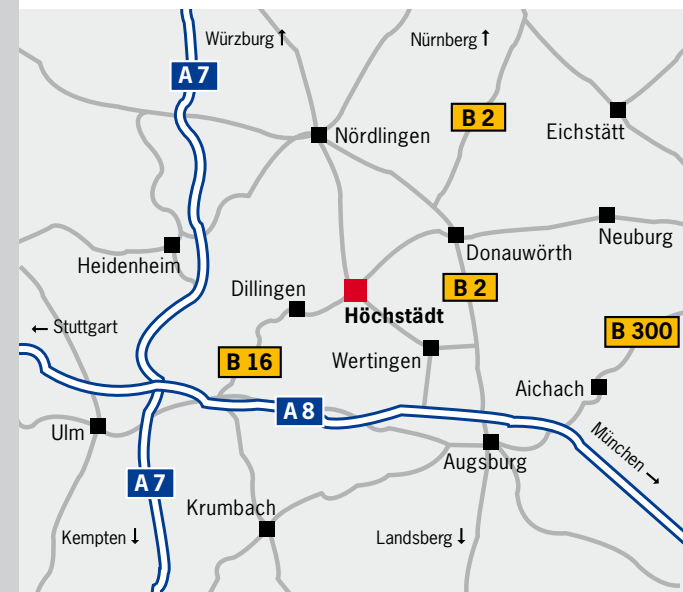 Würzburg ↑
Nürnberg ↑
A 7
B 2
Eichstätt
Nördlingen
Neuburg
Donauwörth
Heidenheim
Dillingen
B 2
Höchstädt
← Stuttgart
B 300
Wertingen
B 16
Aichach
A 8
Ulm
München →
Augsburg
A 7
Krumbach
Kempten ↓
Landsberg ↓